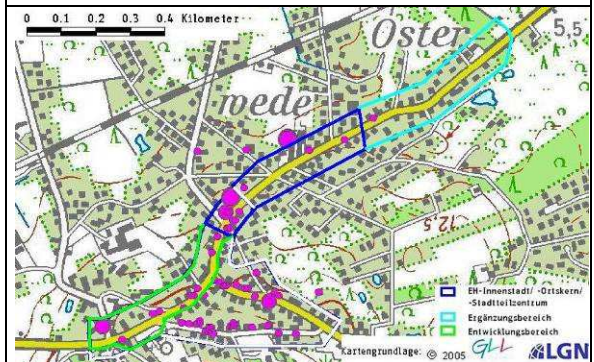 0 0.1 0.2 0.3 0.4 Kilometer
Oster
5,5
wede
12,5
EH-Innenstadt/ -Ortskern/
-Stadtteilzentrum
Ergänzungsbereich
Entwicklungsbereich
Kartengrundlage: © 2005 GLL LGN